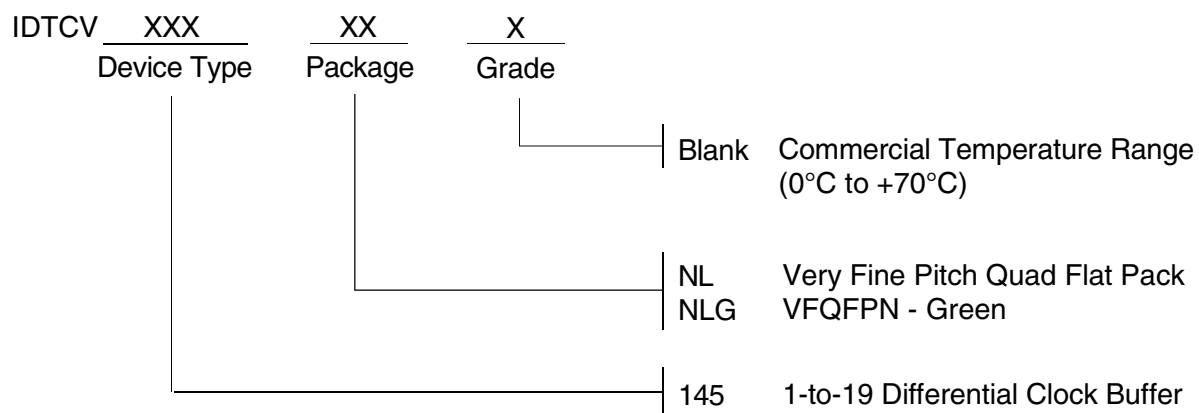 IDTCV XXX XX X
Device Type Package Grade
Blank Commercial Temperature Range
(0°C to +70°C)
NL Very Fine Pitch Quad Flat Pack
NLG VFQFPN - Green
145 1-to-19 Differential Clock Buffer